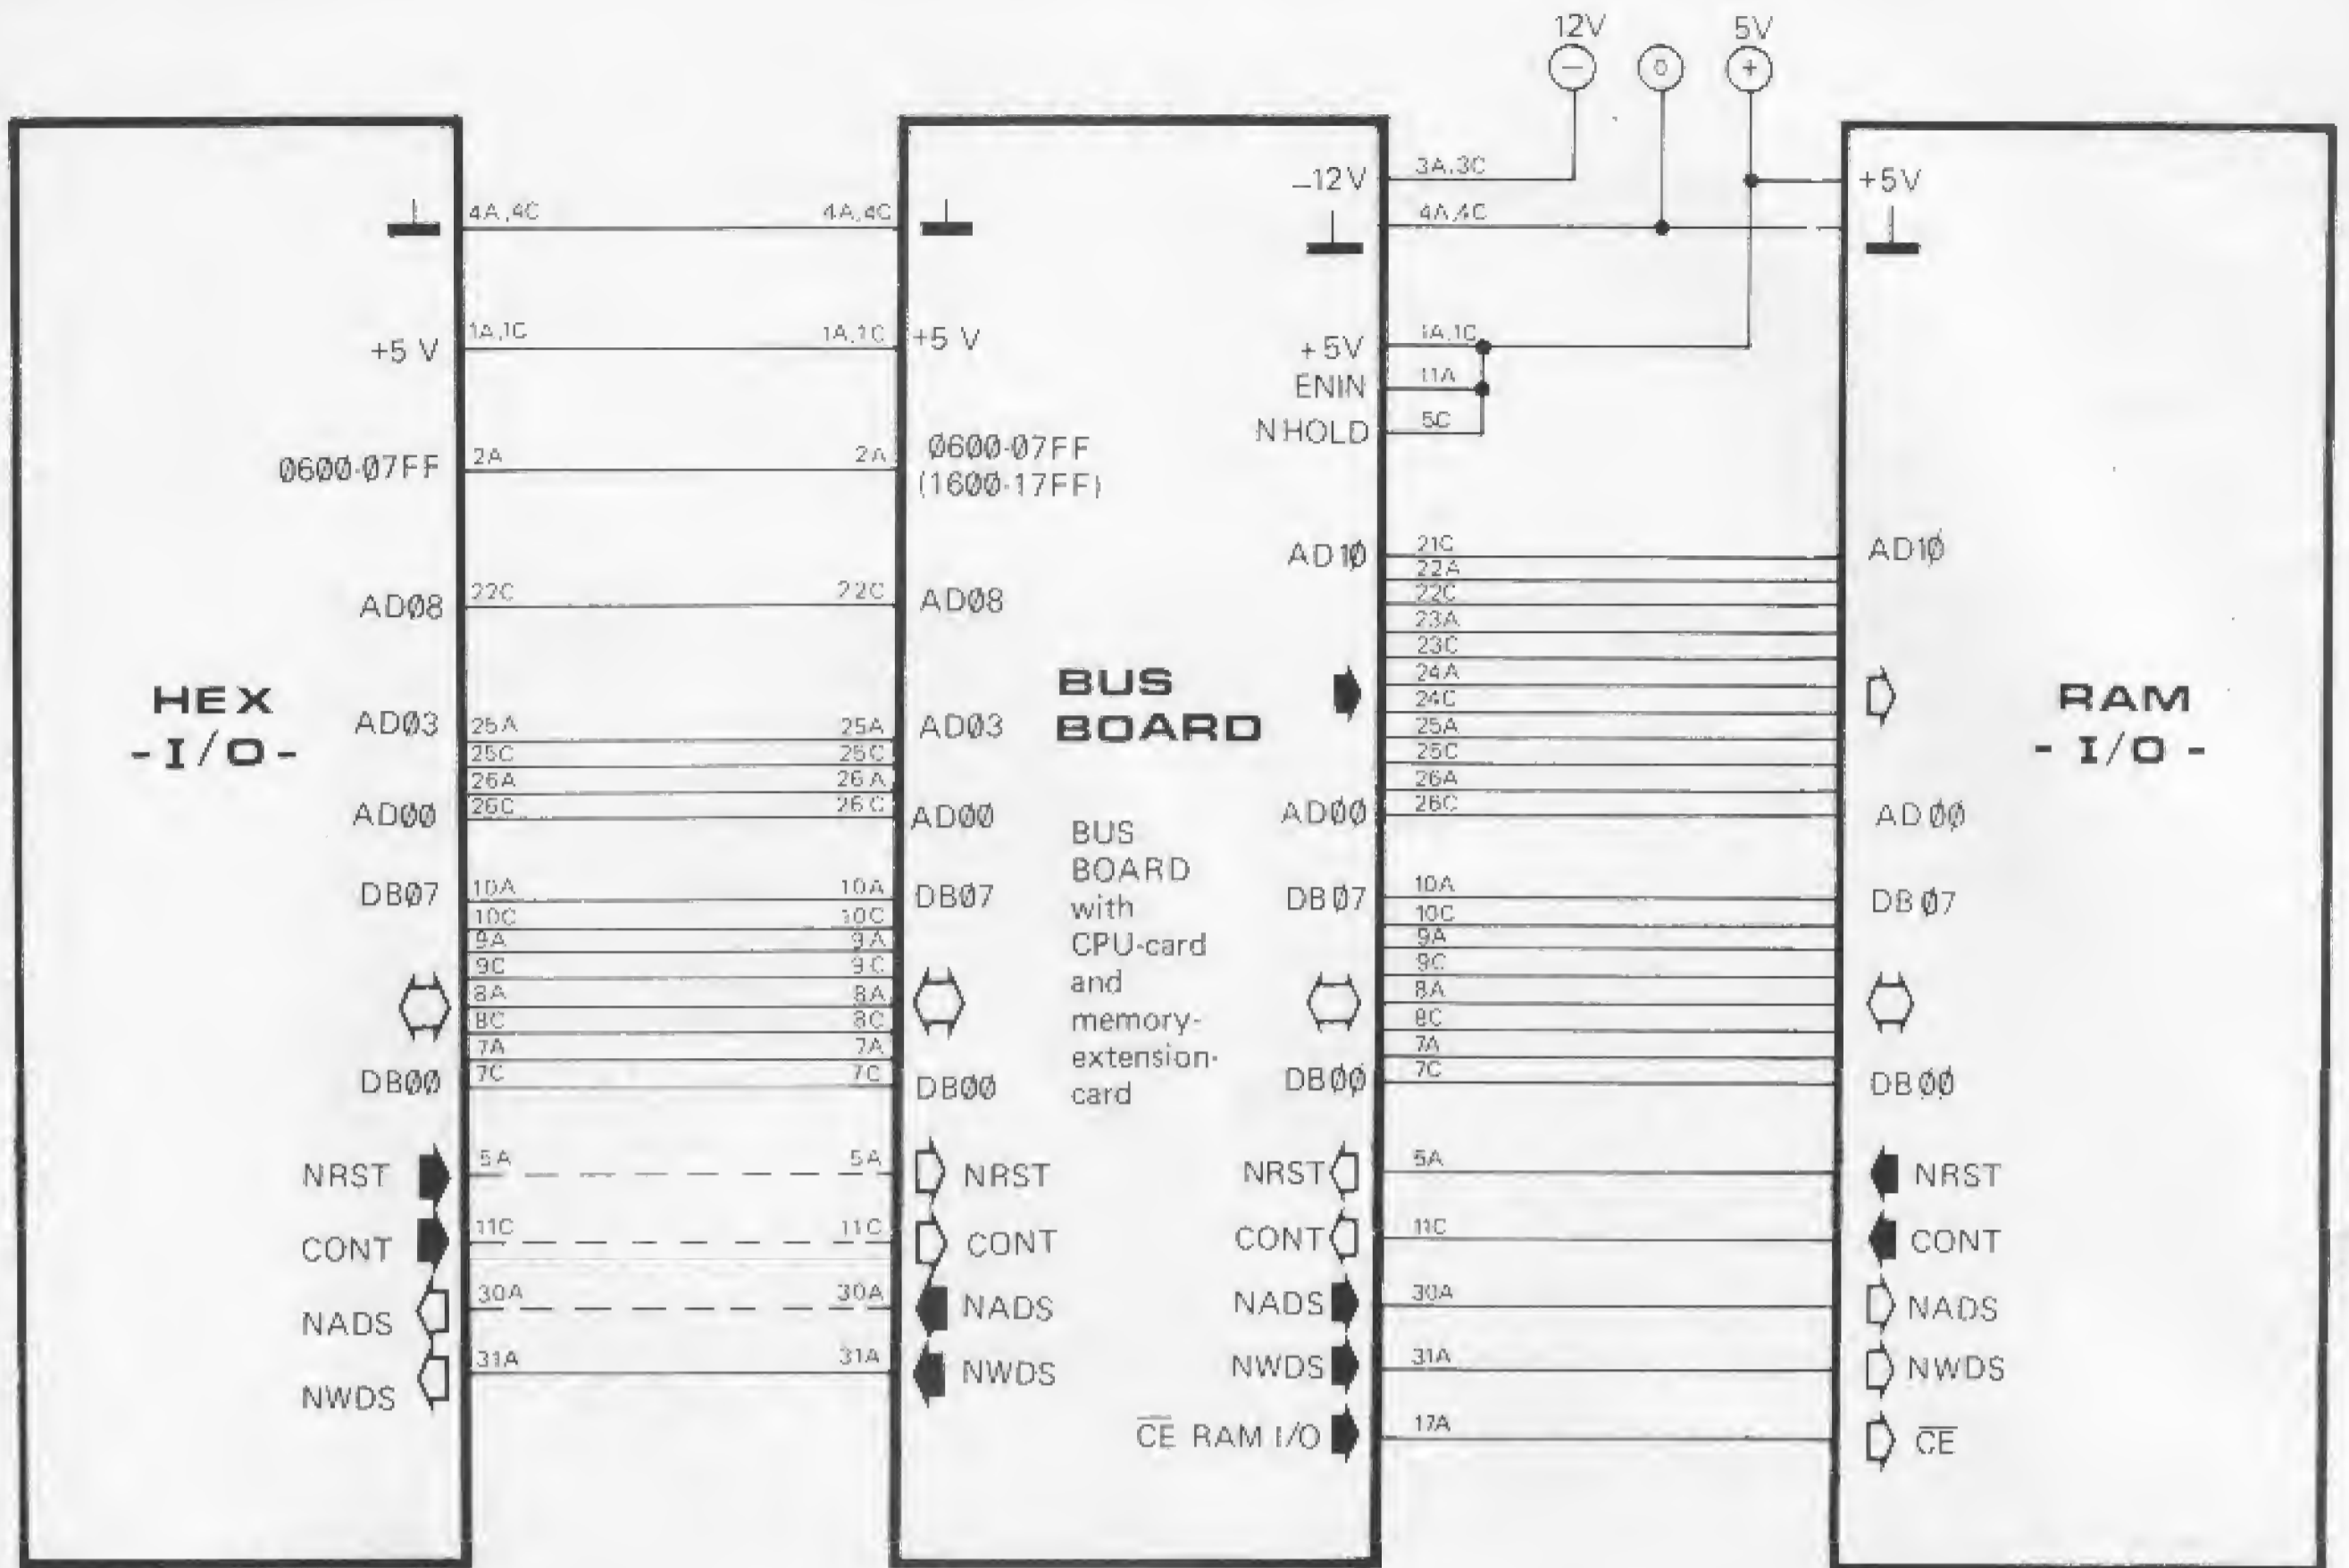 12V
5V
−
0
+
4A,4C
+5 V
1A,1C
0600-07FF
2A
AD08
22C
HEX
-I/O-
AD03
25A
25C
26A
26C
AD00
DB07
10A
10C
9A
9C
8A
8C
7A
7C
DB00
NRST
5A
CONT
11C
NADS
30A
NWDS
31A
4A,4C
1A,1C
+5 V
2A
0600-07FF
(1600-17FF)
22C
AD08
25A
AD03
25C
26A
26C
AD00
10A
DB07
10C
9A
9C
8A
8C
7A
7C
DB00
5A
NRST
11C
CONT
30A
NADS
31A
NWDS
BUS
BOARD
BUS
BOARD
with
CPU-card
and
memory-
extension-
card
−12V
3A,3C
4A,4C
+5V
1A,1C
ENIN
11A
NHOLD
5C
AD10
21C
22A
22C
23A
23C
24A
24C
25A
25C
26A
26C
AD00
DB07
10A
10C
9A
9C
8A
8C
7A
7C
DB00
NRST
5A
CONT
11C
NADS
30A
NWDS
31A
CE RAM I/O
17A
+5V
AD10
RAM
- I/O -
AD00
DB07
DB00
NRST
CONT
NADS
NWDS
CE